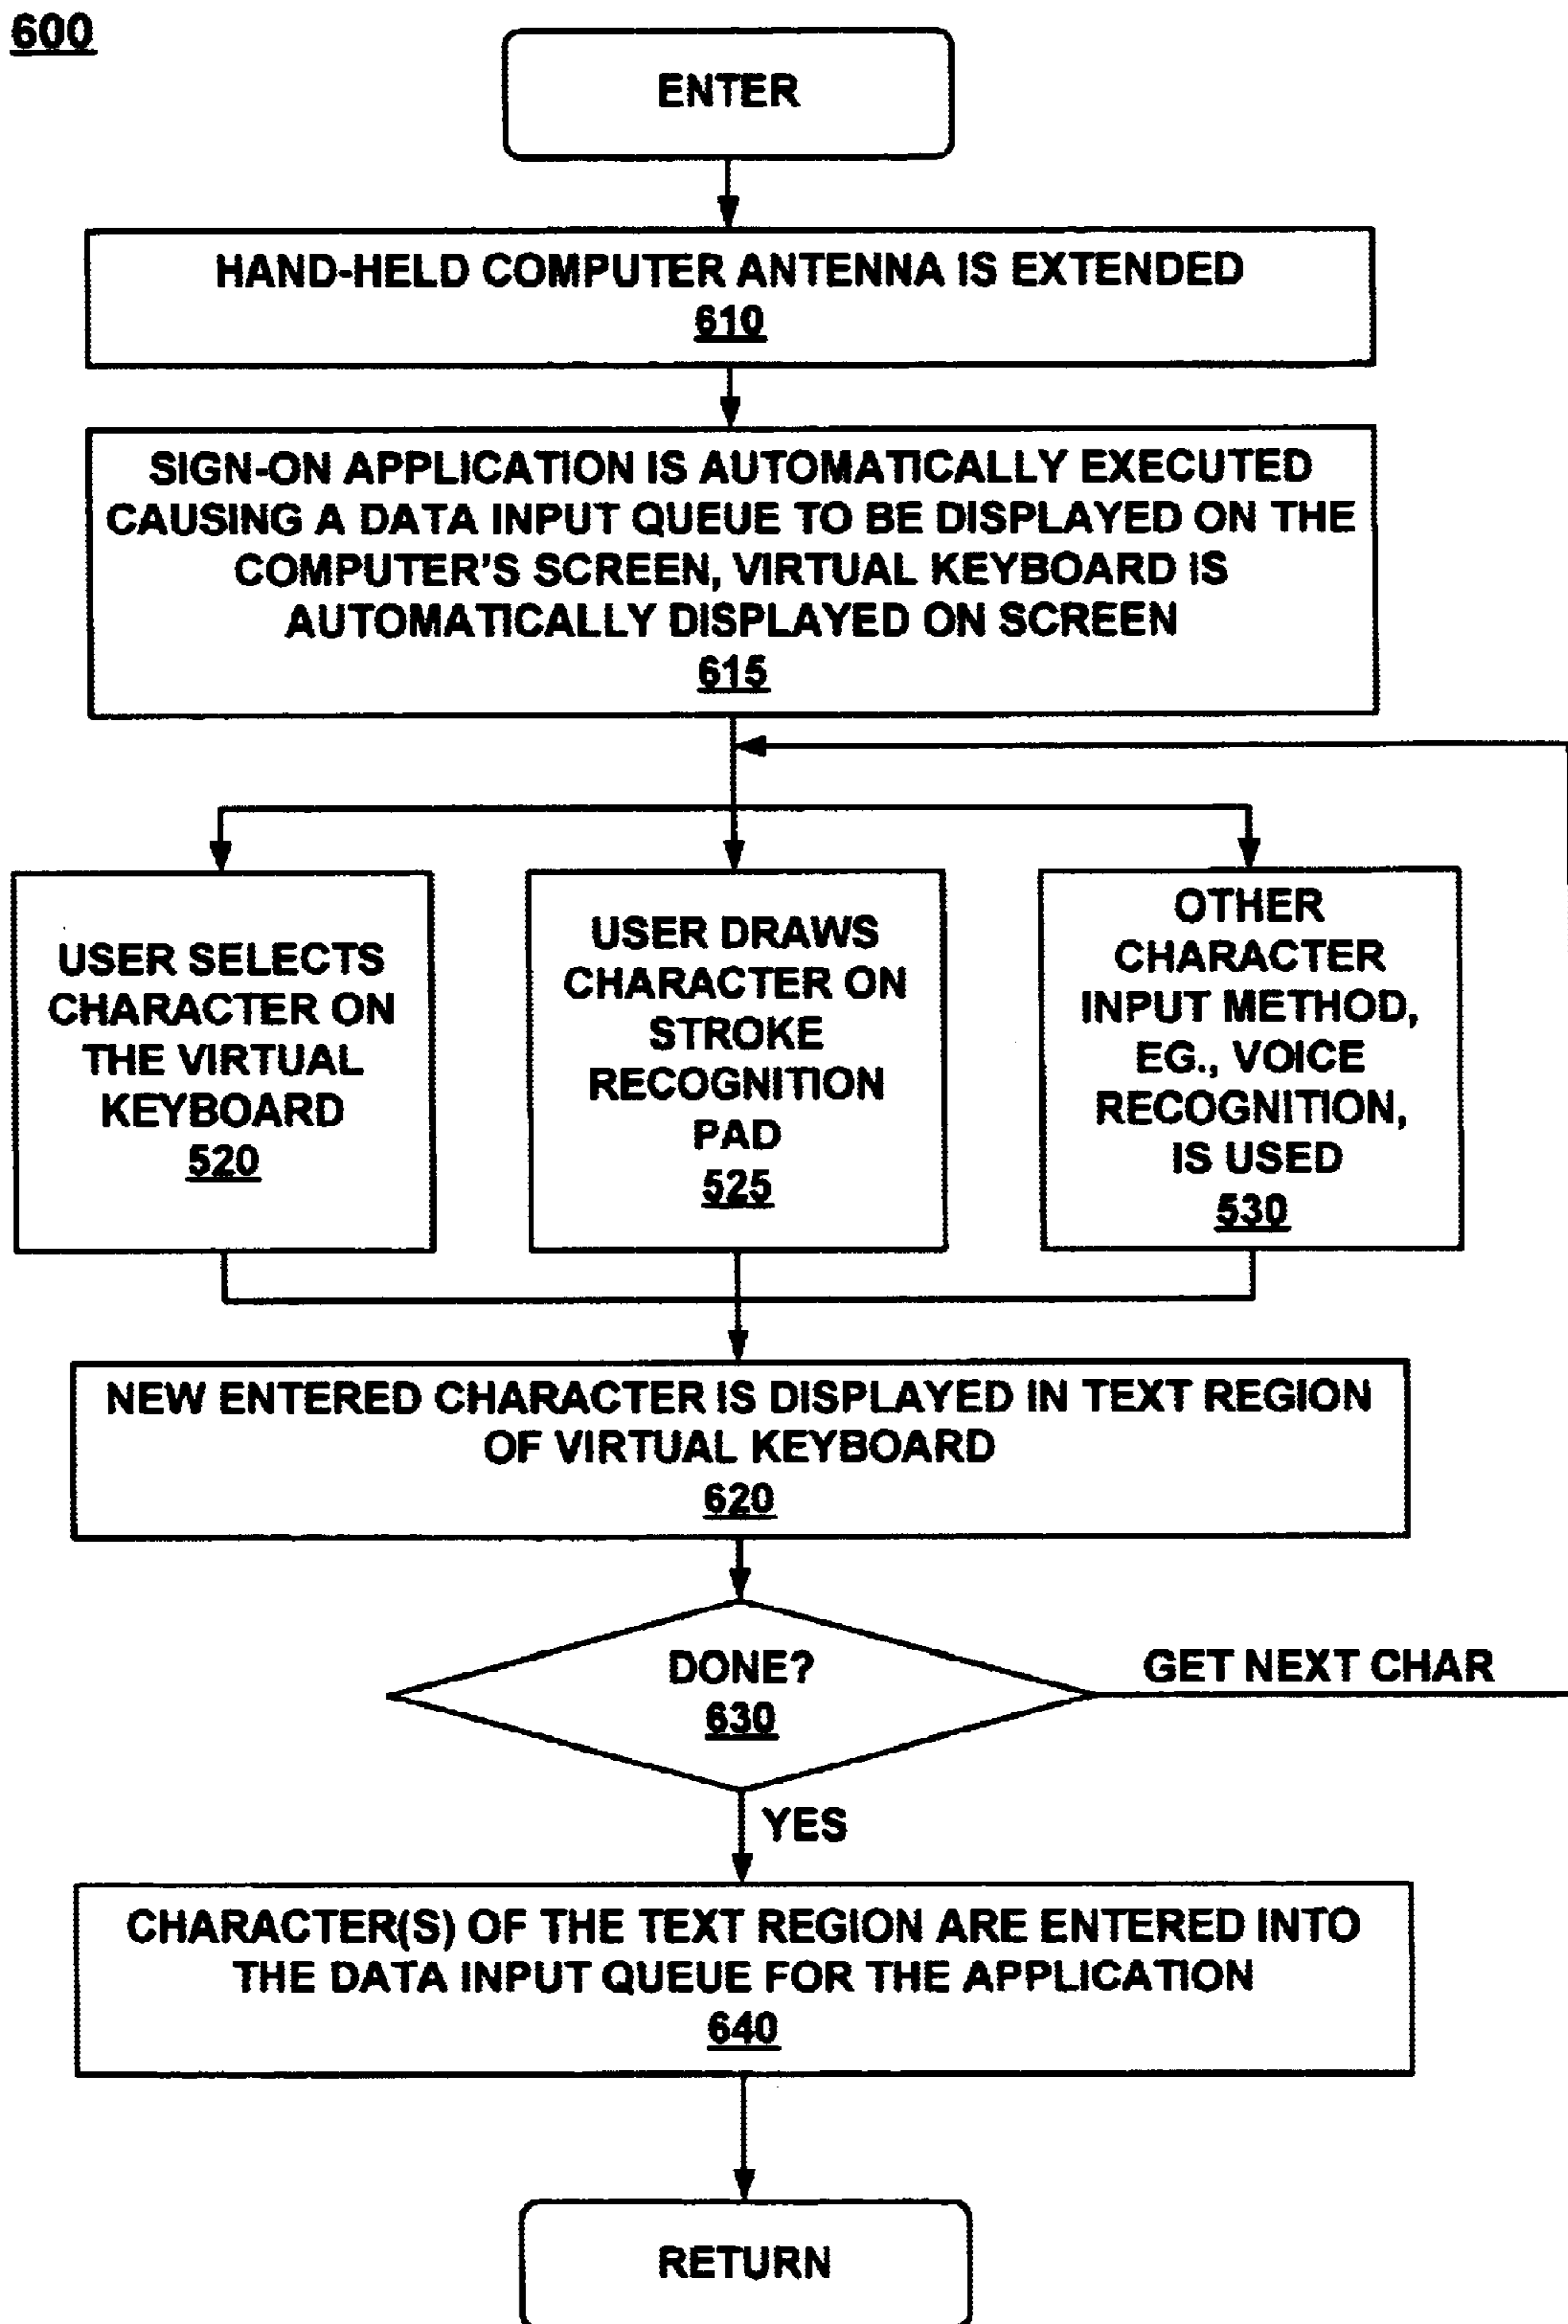 600
ENTER
HAND-HELD COMPUTER ANTENNA IS EXTENDED
610
SIGN-ON APPLICATION IS AUTOMATICALLY EXECUTED
CAUSING A DATA INPUT QUEUE TO BE DISPLAYED ON THE
COMPUTER'S SCREEN, VIRTUAL KEYBOARD IS
AUTOMATICALLY DISPLAYED ON SCREEN
615
USER SELECTS
CHARACTER ON
THE VIRTUAL
KEYBOARD
520
USER DRAWS
CHARACTER ON
STROKE
RECOGNITION
PAD
525
OTHER
CHARACTER
INPUT METHOD,
EG., VOICE
RECOGNITION,
IS USED
530
NEW ENTERED CHARACTER IS DISPLAYED IN TEXT REGION
OF VIRTUAL KEYBOARD
620
DONE?
630
GET NEXT CHAR
YES
CHARACTER(S) OF THE TEXT REGION ARE ENTERED INTO
THE DATA INPUT QUEUE FOR THE APPLICATION
640
RETURN